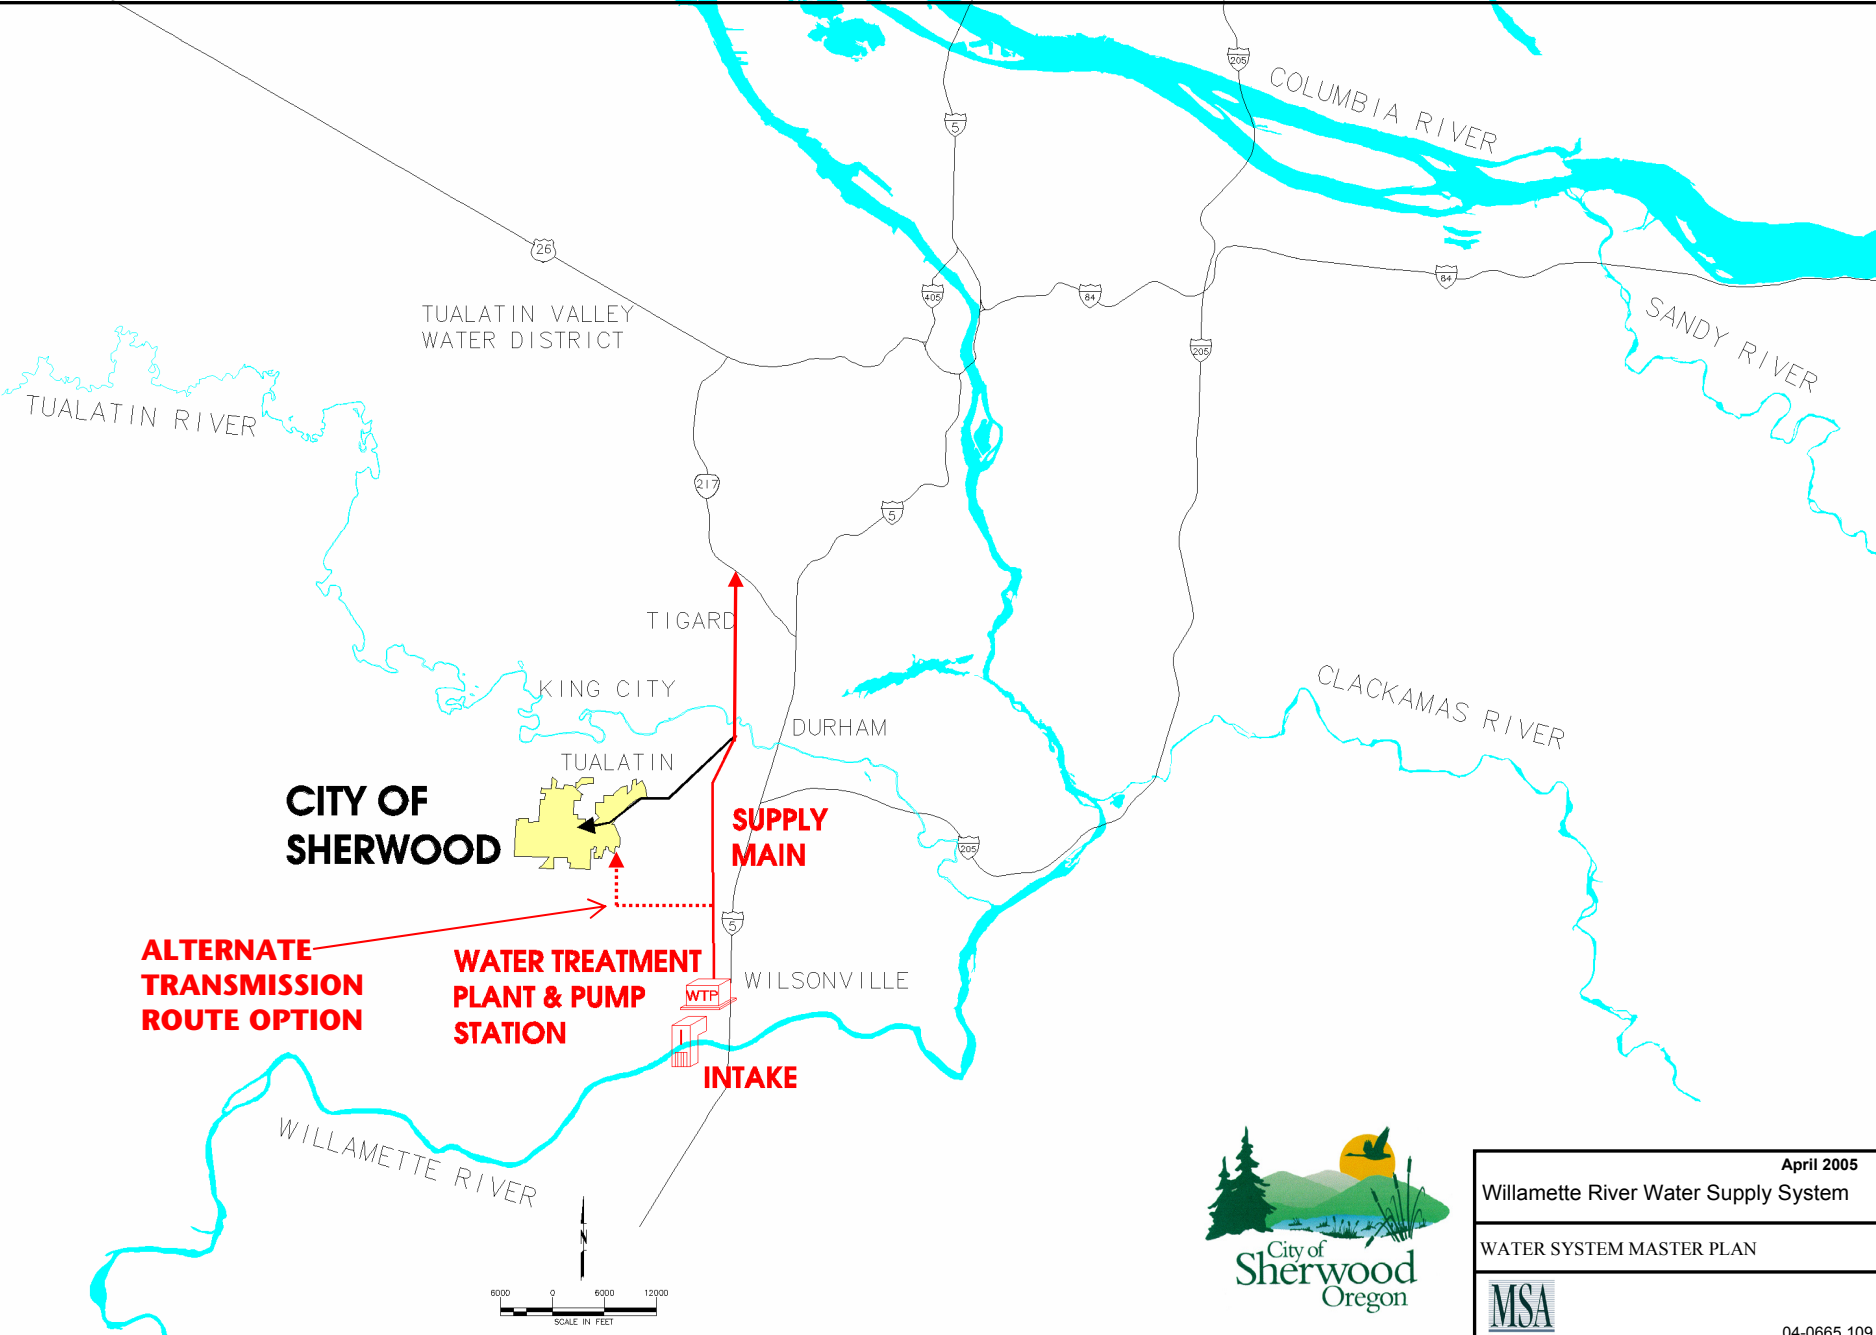 205
COLUMBIA RIVER
5
26
84
405
84
TUALATIN VALLEY
WATER DISTRICT
SANDY RIVER
205
TUALATIN RIVER
217
5
TIGARD
KING CITY
CLACKAMAS RIVER
DURHAM
TUALATIN
CITY OF
SHERWOOD
SUPPLY
MAIN
205
5
ALTERNATE
TRANSMISSION
ROUTE OPTION
WATER TREATMENT
PLANT & PUMP
STATION
WTP
WILSONVILLE
I
INTAKE
WILLAMETTE RIVER
N
6000 0 6000 12000
SCALE IN FEET
City of
Sherwood
Oregon
April 2005
Willamette River Water Supply System
WATER SYSTEM MASTER PLAN
MSA
04-0665.109